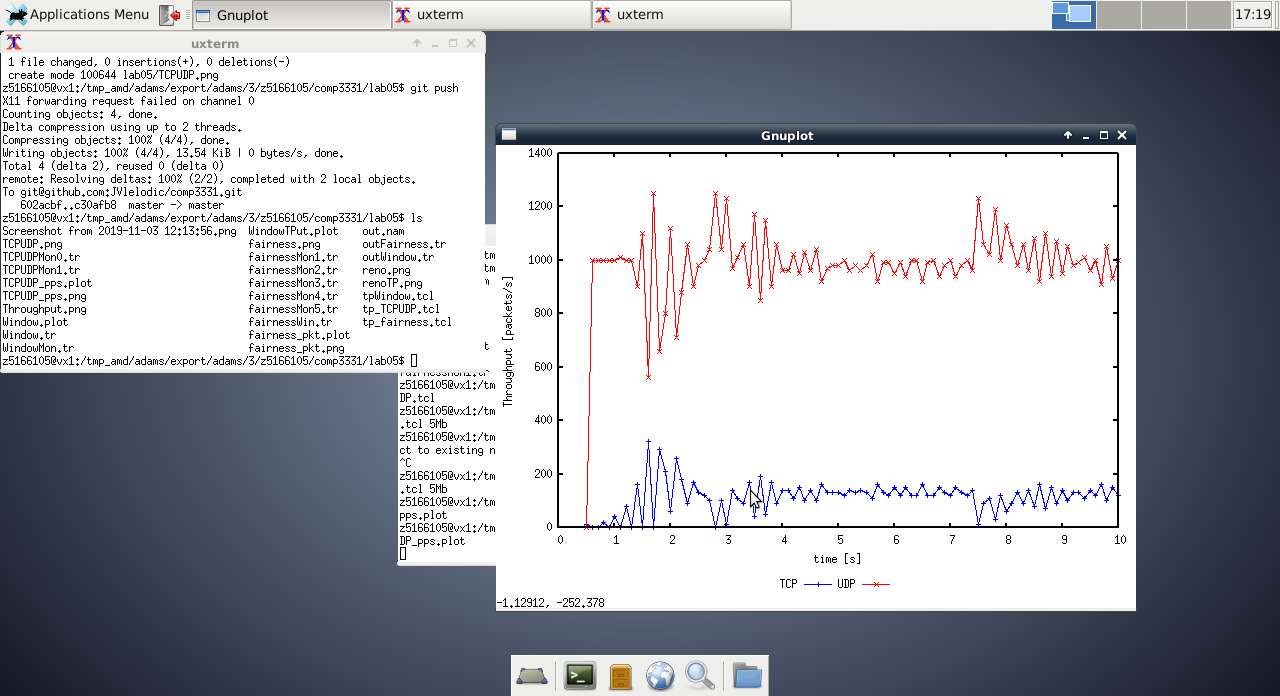 Applications Menu
Gnuplot
uxterm
uxterm
17:19
uxterm
1 file changed, 0 insertions(+), 0 deletions(-)
create mode 100644 lab05/TCPUDP.png
z5166105@vx1:/tmp_amd/adams/export/adams/3/z5166105/comp3331/lab05$ git push
X11 forwarding request failed on channel 0
Counting objects: 4, done.
Delta compression using up to 2 threads.
Compressing objects: 100% (4/4), done.
Writing objects: 100% (4/4), 13.54 KiB | 0 bytes/s, done.
Total 4 (delta 2), reused 0 (delta 0)
remote: Resolving deltas: 100% (2/2), completed with 2 local objects.
To git@github.com:JVlelodic/comp3331.git
602acbf..c30afb8 master -> master
z5166105@vx1:/tmp_amd/adams/export/adams/3/z5166105/comp3331/lab05$ ls
Screenshot from 2019-11-03 12:13:56.png WindowTPut.plot out.nam
TCPUDP.png fairness.png outFairness.tr
TCPUDPMon0.tr fairnessMon1.tr outWindow.tr
TCPUDPMon1.tr fairnessMon2.tr reno.png
TCPUDP_pps.plot fairnessMon3.tr renoTP.png
TCPUDP_pps.png fairnessMon4.tr tpWindow.tcl
Throughput.png fairnessMon5.tr tp_TCPUDP.tcl
Window.plot fairnessWin.tr tp_fairness.tcl
Window.tr fairness_pkt.plot
WindowMon.tr fairness_pkt.png
z5166105@vx1:/tmp_amd/adams/export/adams/3/z5166105/comp3331/lab05$
z5166105@vx1:/tm
DP.tcl
z5166105@vx1:/tm
.tcl 5Mb
z5166105@vx1:/tm
ct to existing n
^C
z5166105@vx1:/tm
.tcl 5Mb
z5166105@vx1:/tm
pps.plot
z5166105@vx1:/tm
DP_pps.plot
Gnuplot
1400
1200
1000
800
600
400
200
0
Throughput [packets/s]
0 1 2 3 4 5 6 7 8 9 10
time [s]
TCP UDP
-1.12912, -252.378